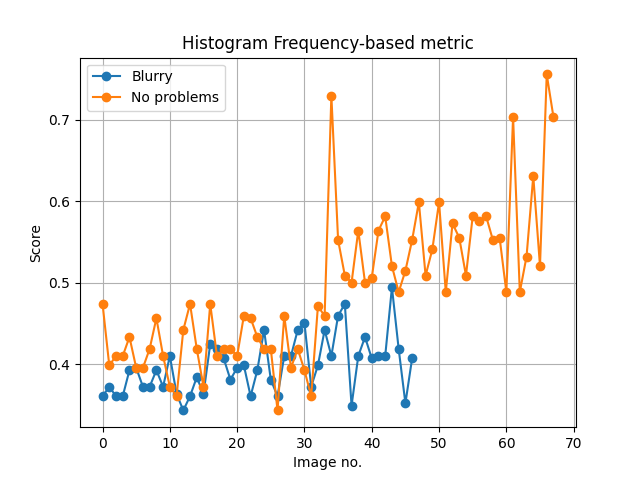 Histogram Frequency-based metric
Blurry
No problems
0.7
0.6
0.5
0.4
Score
0 10 20 30 40 50 60 70
Image no.